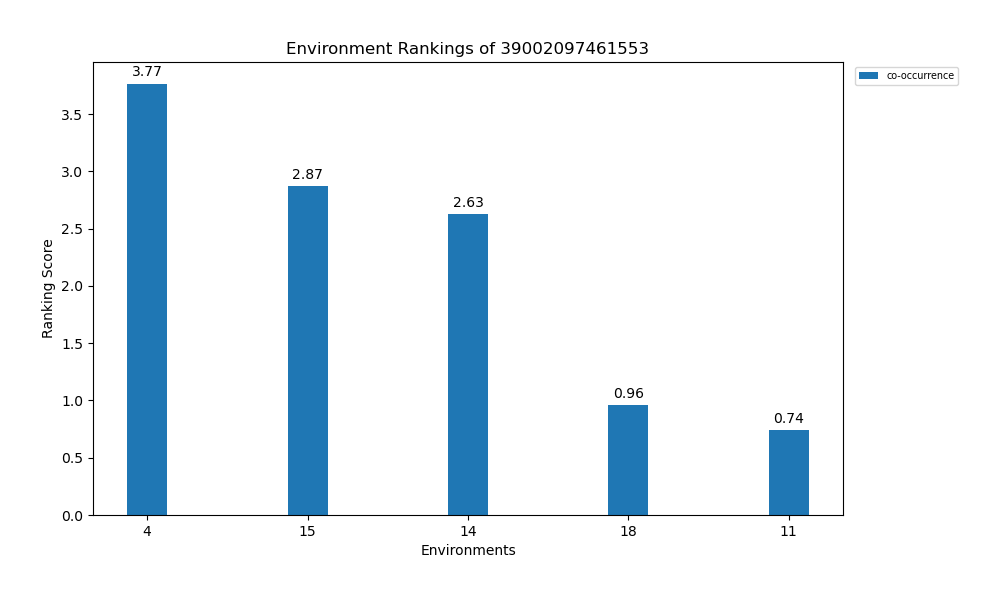 Environment Rankings of 39002097461553
co-occurrence
3.77
2.87
2.63
0.96
0.74
Ranking Score
3.5
3.0
2.5
2.0
1.5
1.0
0.5
0.0
4 15 14 18 11
Environments